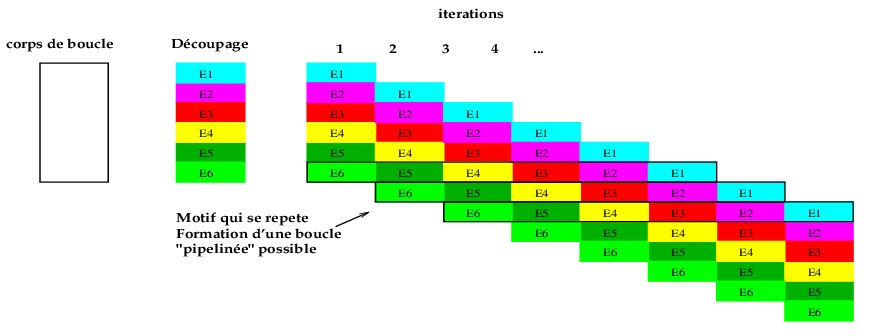 iterations
corps de boucle
Découpage
1 2 3 4 ...
E1 E1
E2 E2 E1
E3 E3 E2 E1
E4 E4 E3 E2 E1
E5 E5 E4 E3 E2 E1
E6 E6 E5 E4 E3 E2 E1
E6 E5 E4 E3 E2 E1
E6 E5 E4 E3 E2 E1
E6 E5 E4 E3 E2
E6 E5 E4 E3
E6 E5 E4
E6 E5
E6
Motif qui se repete
Formation d'une boucle
"pipelinée" possible